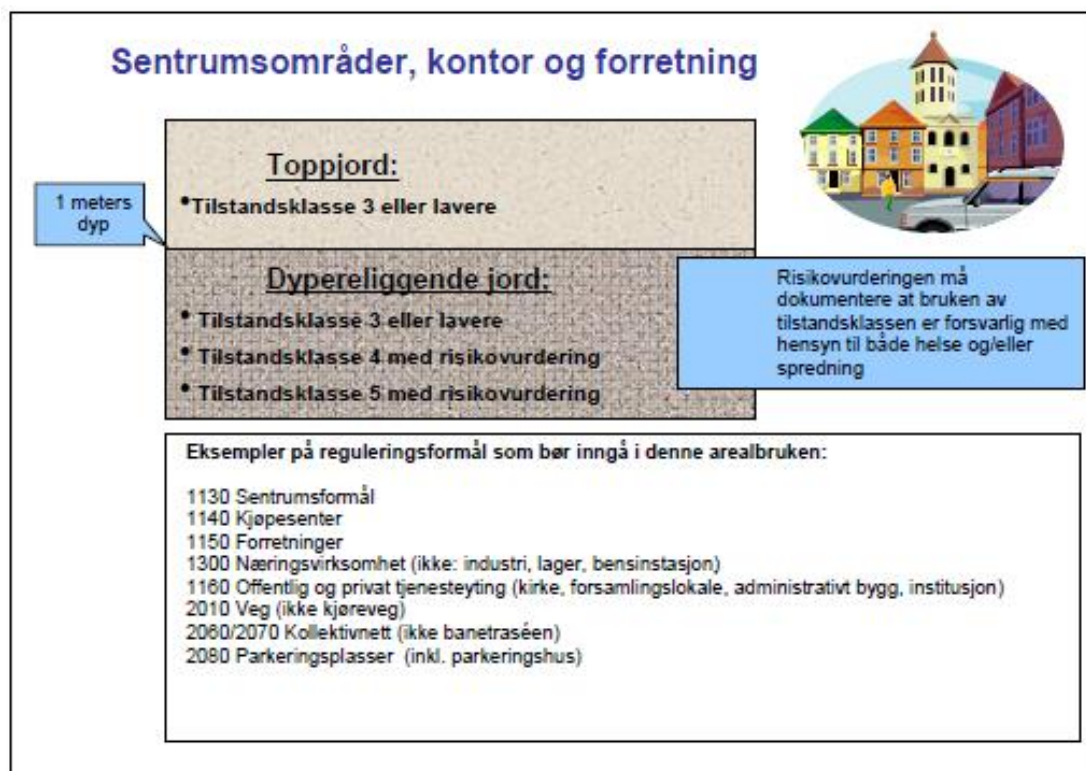 Sentrumsområder, kontor og forretning
Toppjord:
•Tilstandsklasse 3 eller lavere
1 meters
dyp
Dypereliggende jord:
• Tilstandsklasse 3 eller lavere
• Tilstandsklasse 4 med risikovurdering
• Tilstandsklasse 5 med risikovurdering
Risikovurderingen må
dokumentere at bruken av
tilstandsklassen er forsvarlig med
hensyn til både helse og/eller
spredning
Eksempler på reguleringsformål som bør inngå i denne arealbruken:
1130 Sentrumsformål
1140 Kjøpesenter
1150 Forretninger
1300 Næringsvirksomhet (ikke: industri, lager, bensinstasjon)
1160 Offentlig og privat tjenesteyting (kirke, forsamlingslokale, administrativt bygg, institusjon)
2010 Veg (ikke kjøreveg)
2060/2070 Kollektivnett (ikke banetraséen)
2080 Parkeringsplasser (inkl. parkeringshus)